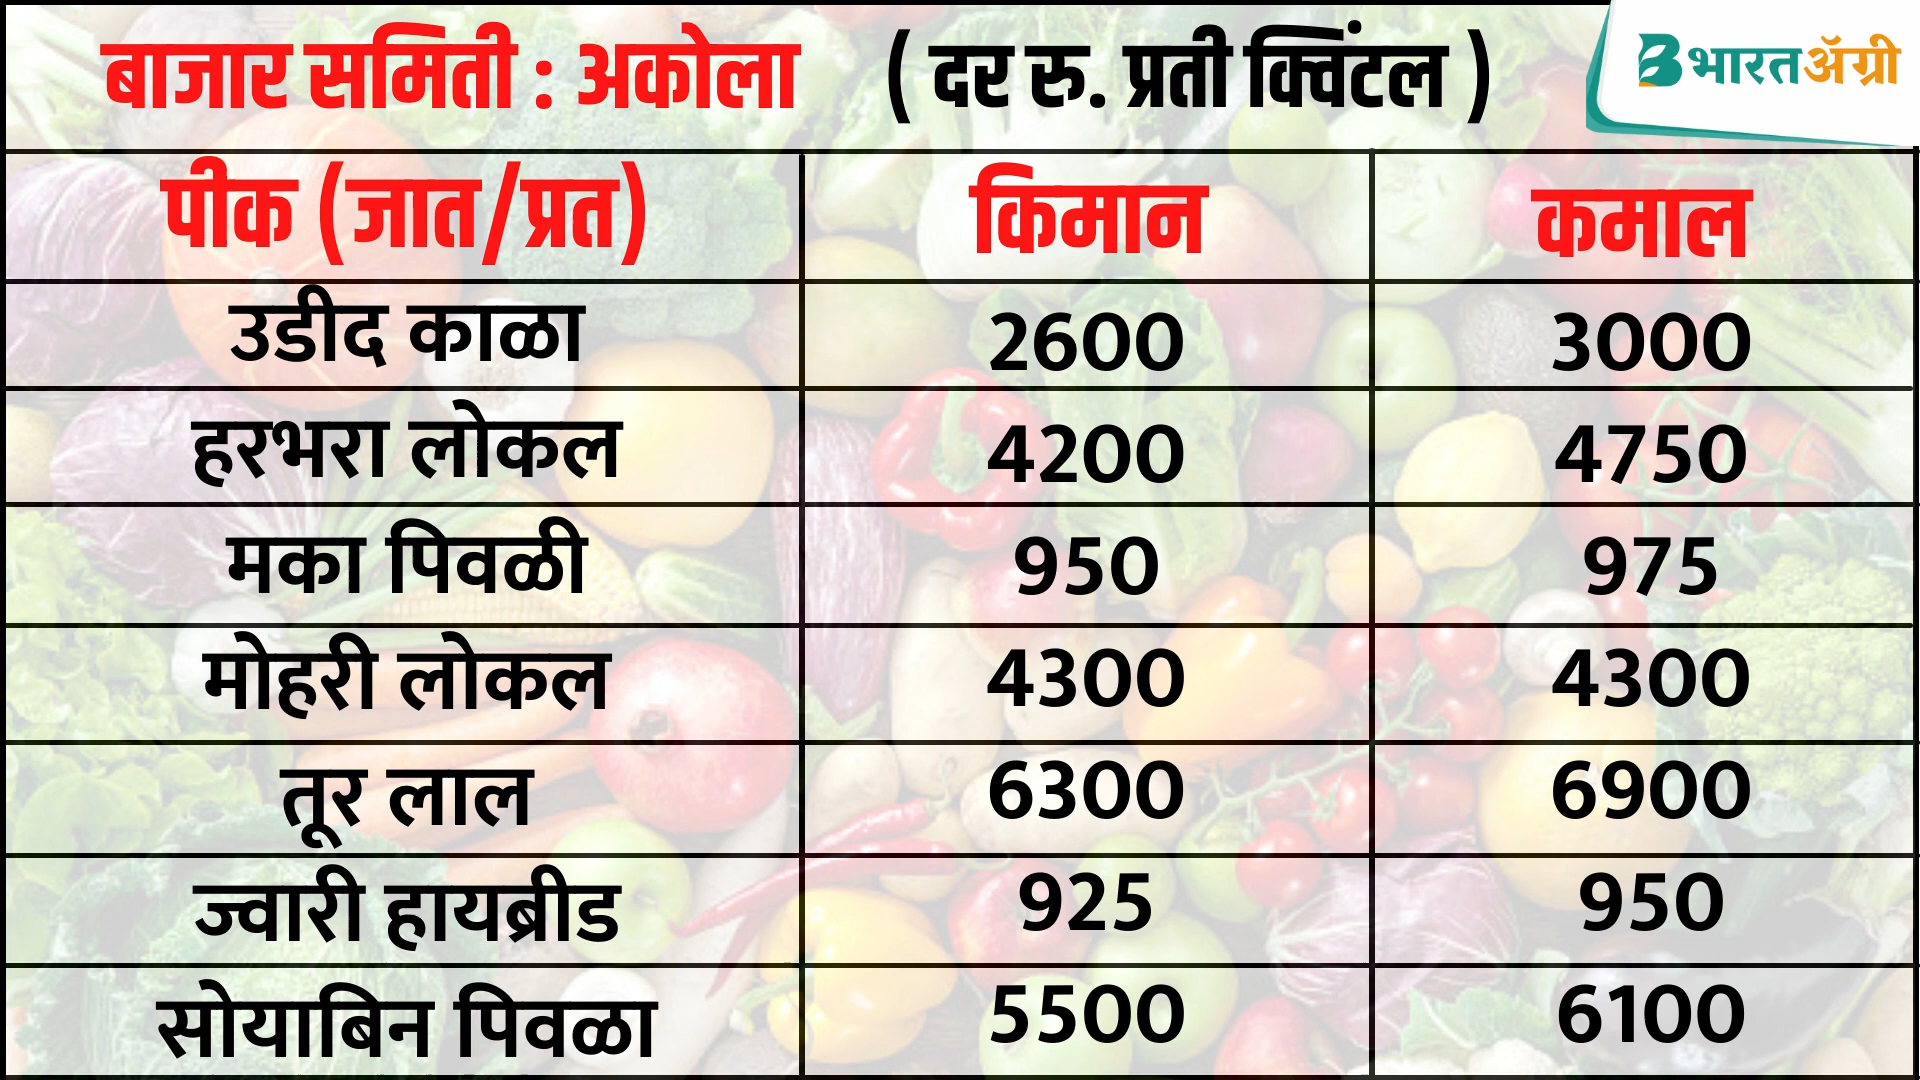 बाजार समिती : अकोला ( दर रु. प्रती क्विंटल ) भारतॲग्री
पीक (जात/प्रत) किमान कमाल
उडीद काळा 2600 3000
हरभरा लोकल 4200 4750
मका पिवळी 950 975
मोहरी लोकल 4300 4300
तूर लाल 6300 6900
ज्वारी हायब्रीड 925 950
सोयाबिन पिवळा 5500 6100